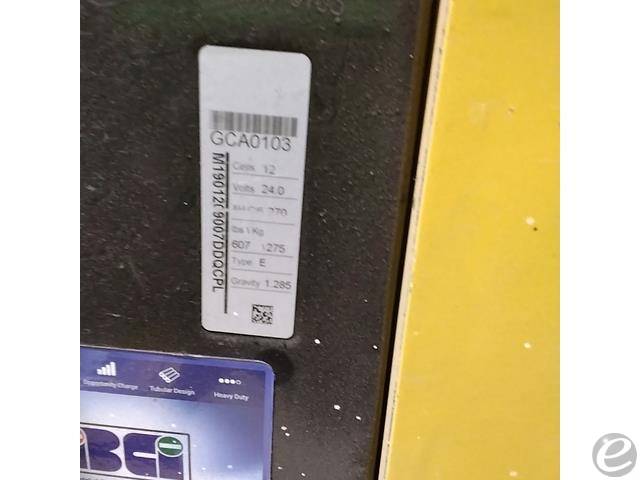 GCA0103
Cells 12
Volts 24.0
270
lbs \ Kg
607 \ 275
Type E
Gravity 1.285
Opportunity Charge
Tubular Design
Heavy Duty
BCI
e